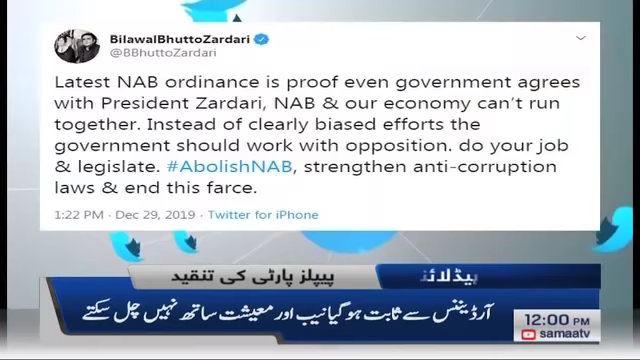 BilawalBhuttoZardari
@BBhuttoZardari
Latest NAB ordinance is proof even government agrees
with President Zardari, NAB & our economy can't run
together. Instead of clearly biased efforts the
government should work with opposition. do your job
& legislate. #AbolishNAB, strengthen anti-corruption
laws & end this farce.
1:22 PM · Dec 29, 2019 · Twitter for iPhone
ہیڈلائنز
پیپلز پارٹی کی تنقید
آرڈیننس سے ثابت ہوگیا نیب اور معیشت ساتھ نہیں چل سکتے
12:00 PM
samaatv